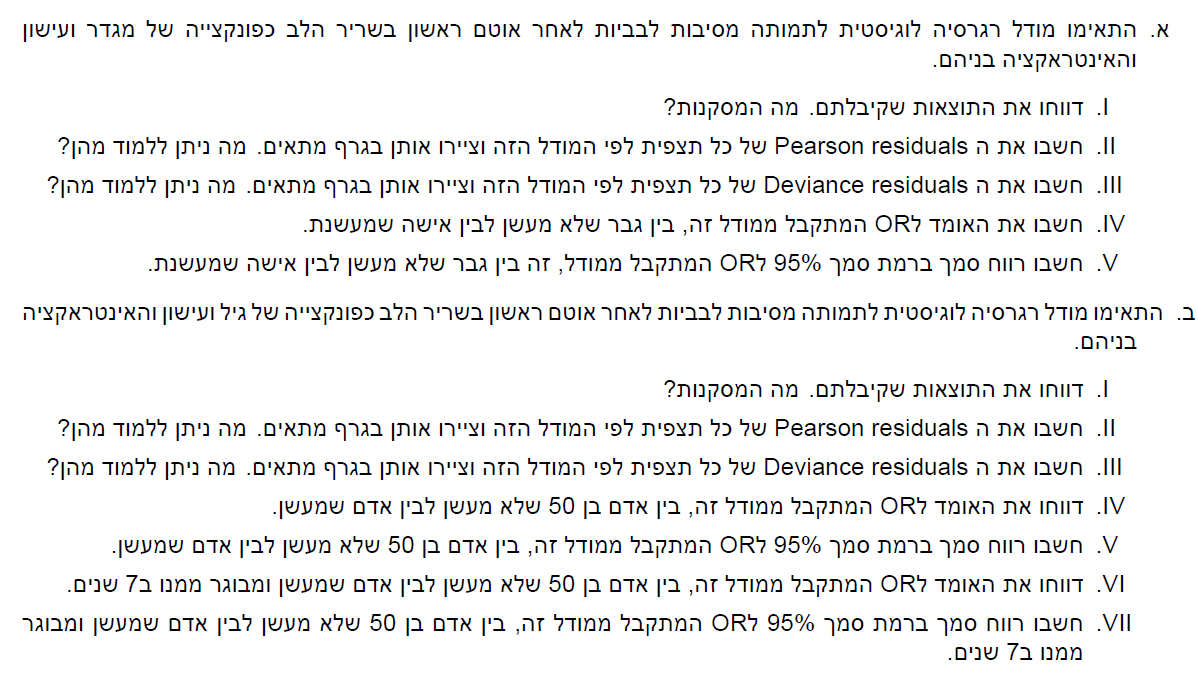 א. התאימו מודל רגרסיה לוגיסטית לתמותה מסיבות לבביות לאחר אוטם ראשון בשריר הלב כפונקצייה של מגדר ועישון
והאינטראקציה בניהם.
I. דווחו את התוצאות שקיבלתם. מה המסקנות?
II. חשבו את ה Pearson residuals של כל תצפית לפי המודל הזה וציירו אותן בגרף מתאים. מה ניתן ללמוד מהן?
III. חשבו את ה Deviance residuals של כל תצפית לפי המודל הזה וציירו אותן בגרף מתאים. מה ניתן ללמוד מהן?
IV. חשבו את האומד לOR המתקבל ממודל זה, בין גבר שלא מעשן לבין אישה שמעשנת.
V. חשבו רווח סמך ברמת סמך 95% לOR המתקבל ממודל, זה בין גבר שלא מעשן לבין אישה שמעשנת.
ב. התאימו מודל רגרסיה לוגיסטית לתמותה מסיבות לבביות לאחר אוטם ראשון בשריר הלב כפונקצייה של גיל ועישון והאינטראקציה
בניהם.
I. דווחו את התוצאות שקיבלתם. מה המסקנות?
II. חשבו את ה Pearson residuals של כל תצפית לפי המודל הזה וציירו אותן בגרף מתאים. מה ניתן ללמוד מהן?
III. חשבו את ה Deviance residuals של כל תצפית לפי המודל הזה וציירו אותן בגרף מתאים. מה ניתן ללמוד מהן?
IV. דווחו את האומד לOR המתקבל ממודל זה, בין אדם בן 50 שלא מעשן לבין אדם שמעשן.
V. חשבו רווח סמך ברמת סמך 95% לOR המתקבל ממודל זה, בין אדם בן 50 שלא מעשן לבין אדם שמעשן.
VI. דווחו את האומד לOR המתקבל ממודל זה, בין אדם בן 50 שלא מעשן לבין אדם שמעשן ומבוגר ממנו ב7 שנים.
VII. חשבו רווח סמך ברמת סמך 95% לOR המתקבל ממודל זה, בין אדם בן 50 שלא מעשן לבין אדם שמעשן ומבוגר
ממנו ב7 שנים.